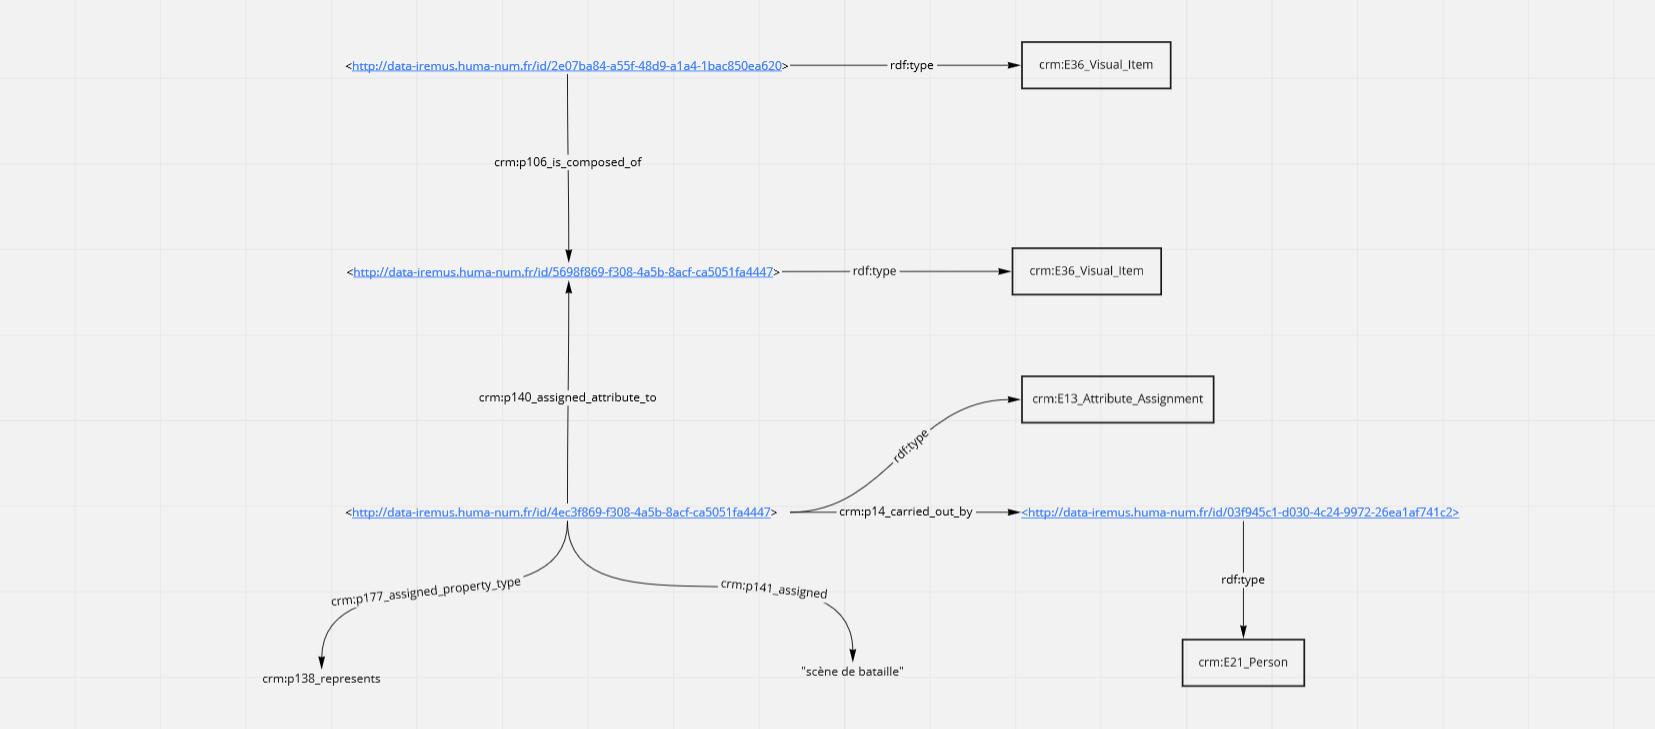 <http://data-iremus.huma-num.fr/id/2e07ba84-a55f-48d9-a1a4-1bac850ea620>
rdf:type
crm:E36_Visual_Item
crm:p106_is_composed_of
<http://data-iremus.huma-num.fr/id/5698f869-f308-4a5b-8acf-ca5051fa4447>
rdf:type
crm:E36_Visual_Item
crm:p140_assigned_attribute_to
crm:E13_Attribute_Assignment
rdf:type
<http://data-iremus.huma-num.fr/id/4ec3f869-f308-4a5b-8acf-ca5051fa4447>
crm:p14_carried_out_by
<http://data-iremus.huma-num.fr/id/03f945c1-d030-4c24-9972-26ea1af741c2>
crm:p177_assigned_property_type
crm:p141_assigned
rdf:type
crm:p138_represents
"scène de bataille"
crm:E21_Person